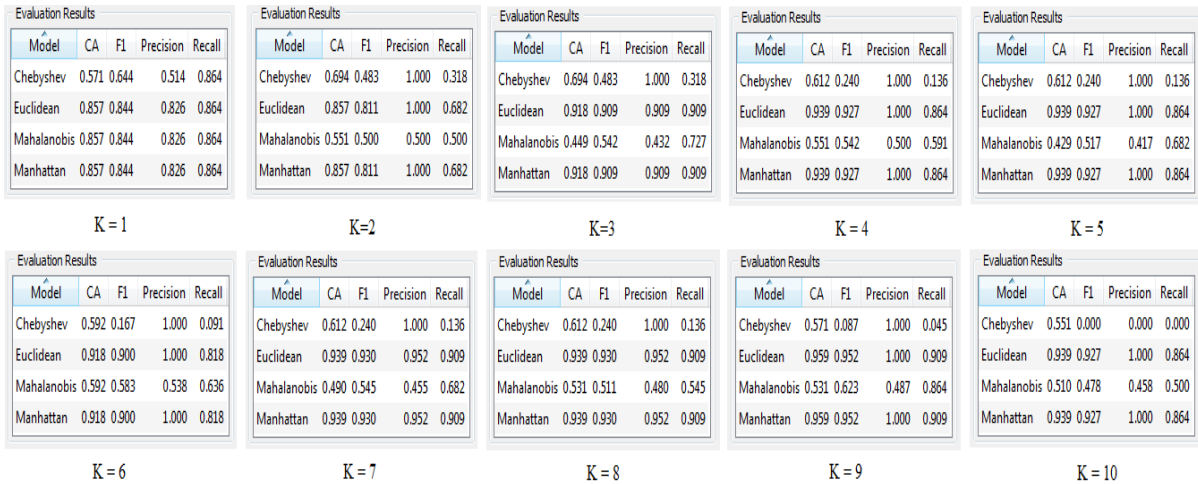 Evaluation Results
Model CA F1 Precision Recall
Chebyshev 0.571 0.644 0.514 0.864
Euclidean 0.857 0.844 0.826 0.864
Mahalanobis 0.857 0.844 0.826 0.864
Manhattan 0.857 0.844 0.826 0.864
K = 1
Evaluation Results
Model CA F1 Precision Recall
Chebyshev 0.694 0.483 1.000 0.318
Euclidean 0.857 0.811 1.000 0.682
Mahalanobis 0.551 0.500 0.500 0.500
Manhattan 0.857 0.811 1.000 0.682
K=2
Evaluation Results
Model CA F1 Precision Recall
Chebyshev 0.694 0.483 1.000 0.318
Euclidean 0.918 0.909 0.909 0.909
Mahalanobis 0.449 0.542 0.432 0.727
Manhattan 0.918 0.909 0.909 0.909
K=3
Evaluation Results
Model CA F1 Precision Recall
Chebyshev 0.612 0.240 1.000 0.136
Euclidean 0.939 0.927 1.000 0.864
Mahalanobis 0.551 0.542 0.500 0.591
Manhattan 0.939 0.927 1.000 0.864
K = 4
Evaluation Results
Model CA F1 Precision Recall
Chebyshev 0.612 0.240 1.000 0.136
Euclidean 0.939 0.927 1.000 0.864
Mahalanobis 0.429 0.517 0.417 0.682
Manhattan 0.939 0.927 1.000 0.864
K = 5
Evaluation Results
Model CA F1 Precision Recall
Chebyshev 0.592 0.167 1.000 0.091
Euclidean 0.918 0.900 1.000 0.818
Mahalanobis 0.592 0.583 0.538 0.636
Manhattan 0.918 0.900 1.000 0.818
K = 6
Evaluation Results
Model CA F1 Precision Recall
Chebyshev 0.612 0.240 1.000 0.136
Euclidean 0.939 0.930 0.952 0.909
Mahalanobis 0.490 0.545 0.455 0.682
Manhattan 0.939 0.930 0.952 0.909
K = 7
Evaluation Results
Model CA F1 Precision Recall
Chebyshev 0.612 0.240 1.000 0.136
Euclidean 0.939 0.930 0.952 0.909
Mahalanobis 0.531 0.511 0.480 0.545
Manhattan 0.939 0.930 0.952 0.909
K = 8
Evaluation Results
Model CA F1 Precision Recall
Chebyshev 0.571 0.087 1.000 0.045
Euclidean 0.959 0.952 1.000 0.909
Mahalanobis 0.531 0.623 0.487 0.864
Manhattan 0.959 0.952 1.000 0.909
K = 9
Evaluation Results
Model CA F1 Precision Recall
Chebyshev 0.551 0.000 0.000 0.000
Euclidean 0.939 0.927 1.000 0.864
Mahalanobis 0.510 0.478 0.458 0.500
Manhattan 0.939 0.927 1.000 0.864
K = 10